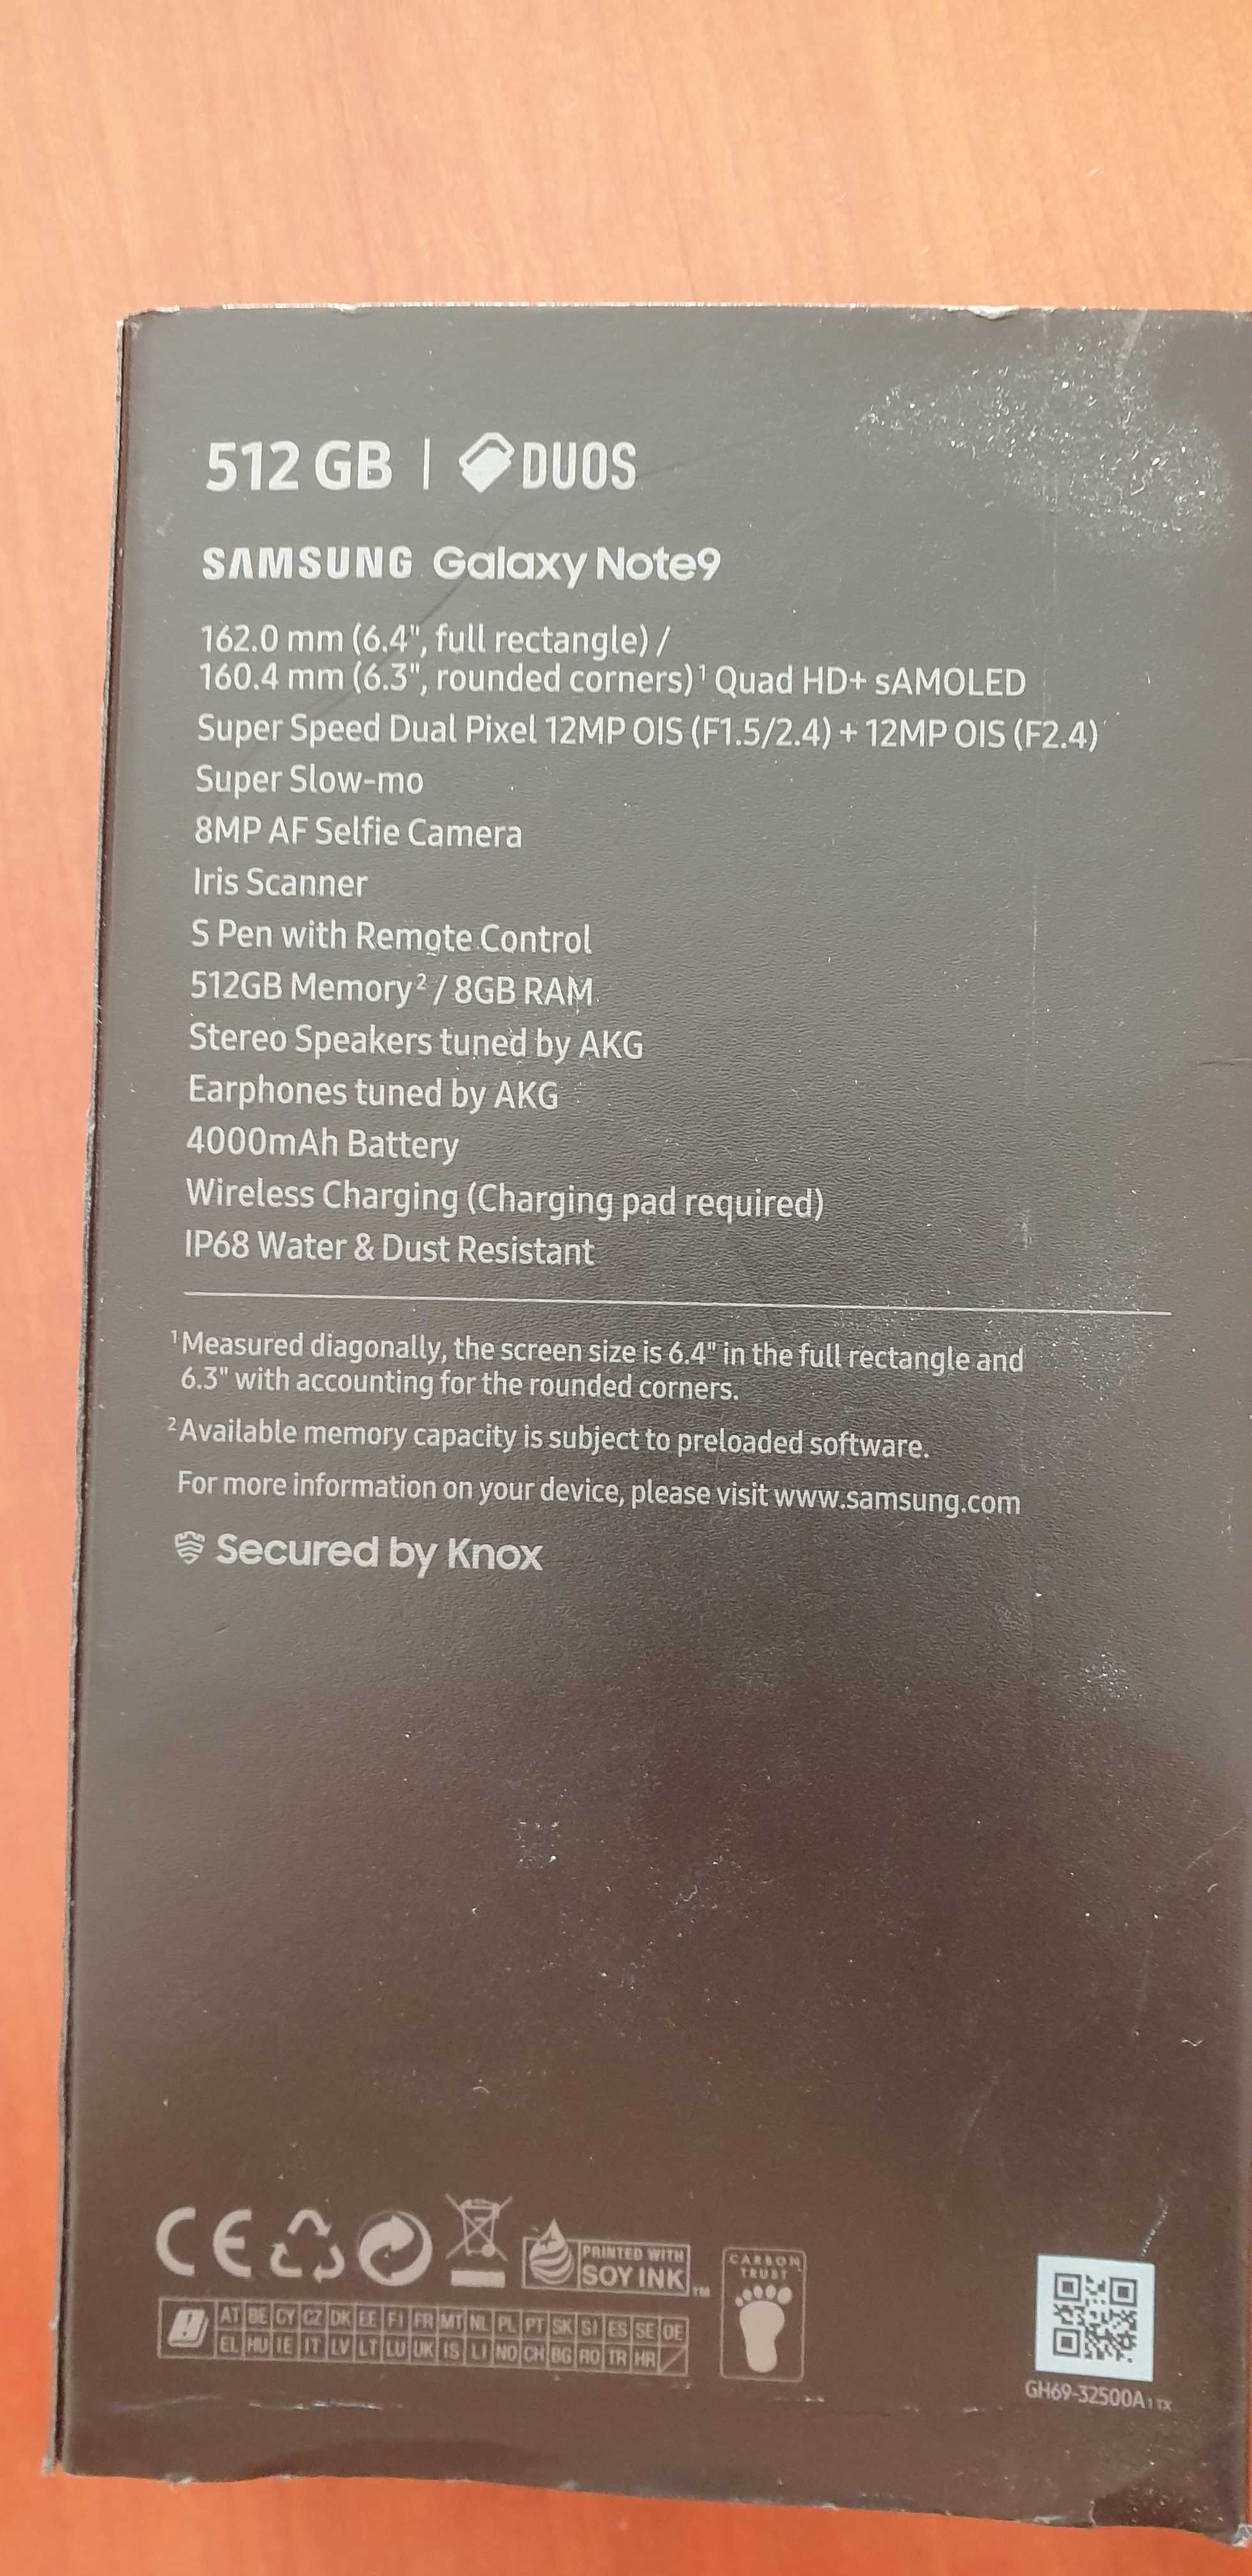 512 GB | DUOS
SAMSUNG Galaxy Note9
162.0 mm (6.4", full rectangle) /
160.4 mm (6.3", rounded corners)¹ Quad HD+ sAMOLED
Super Speed Dual Pixel 12MP OIS (F1.5/2.4) + 12MP OIS (F2.4)
Super Slow-mo
8MP AF Selfie Camera
Iris Scanner
S Pen with Remote Control
512GB Memory² / 8GB RAM
Stereo Speakers tuned by AKG
Earphones tuned by AKG
4000mAh Battery
Wireless Charging (Charging pad required)
IP68 Water & Dust Resistant
¹Measured diagonally, the screen size is 6.4" in the full rectangle and
6.3" with accounting for the rounded corners.
²Available memory capacity is subject to preloaded software.
For more information on your device, please visit www.samsung.com
Secured by Knox
CE
PRINTED WITH
SOY INK™
CARBON
TRUST
AT BE CY CZ DK EE FI FR MT NL PL PT SK SI ES SE DE
EL HU IE IT LV LT LU UK IS LI NO CH BG RO TR HR
GH69-32500A